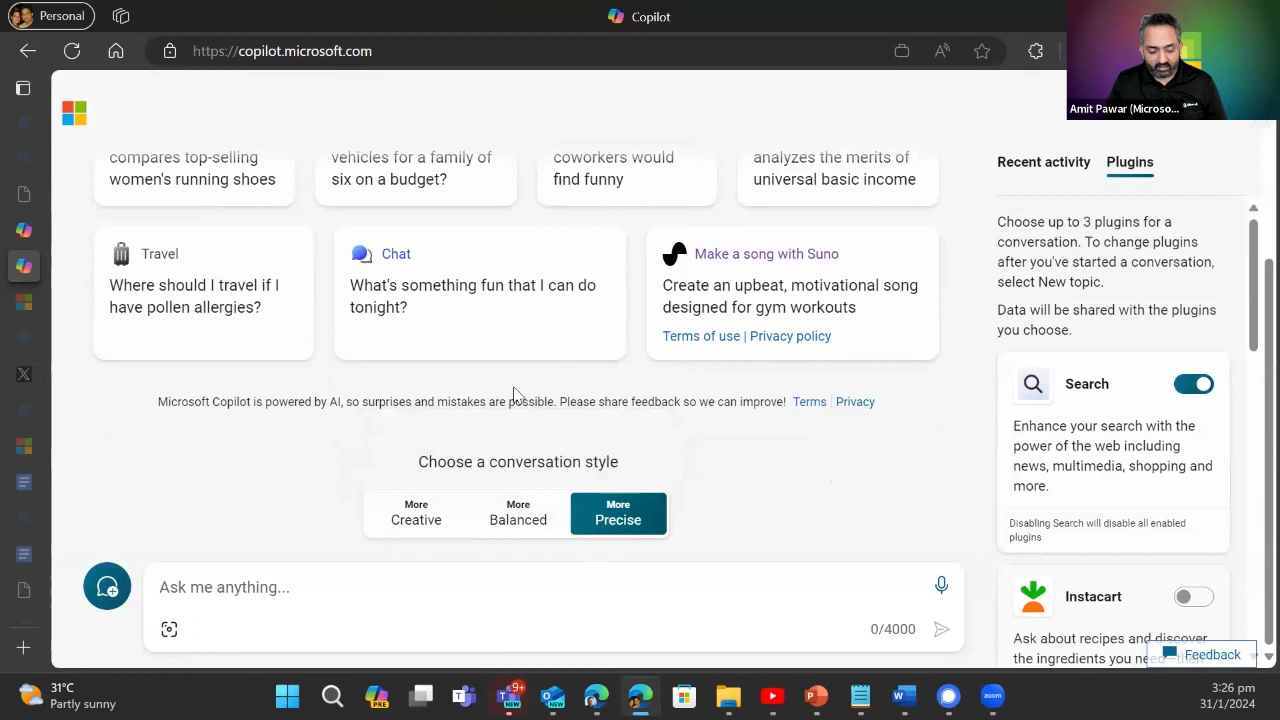 Personal
Copilot
https://copilot.microsoft.com
Amit Pawar (Microso...
compares top-selling
women's running shoes
vehicles for a family of
six on a budget?
coworkers would
find funny
analyzes the merits of
universal basic income
Travel
Where should I travel if I
have pollen allergies?
Chat
What's something fun that I can do
tonight?
Make a song with Suno
Create an upbeat, motivational song
designed for gym workouts
Terms of use | Privacy policy
Microsoft Copilot is powered by AI, so surprises and mistakes are possible. Please share feedback so we can improve! Terms | Privacy
Choose a conversation style
More
Creative
More
Balanced
More
Precise
Ask me anything...
0/4000
Recent activity Plugins
Choose up to 3 plugins for a
conversation. To change plugins
after you've started a conversation,
select New topic.
Data will be shared with the plugins
you choose.
Search
Enhance your search with the
power of the web including
news, multimedia, shopping and
more.
Disabling Search will disable all enabled
plugins
Instacart
Ask about recipes and discover
the ingredients you need—then
Feedback
31°C
Partly sunny
PRE
NEW
9+
NEW
NEW
zoom
3:26 pm
31/1/2024